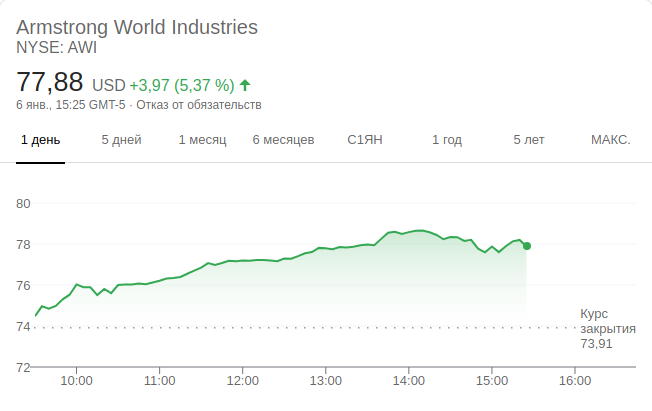 Armstrong World Industries
NYSE: AWI
77,88 USD +3,97 (5,37 %)
6 янв., 15:25 GMT-5 · Отказ от обязательств
1 день 5 дней 1 месяц 6 месяцев С1ЯН 1 год 5 лет МАКС.
80
78
76
74
72
Курс
закрытия
73,91
10:00 11:00 12:00 13:00 14:00 15:00 16:00